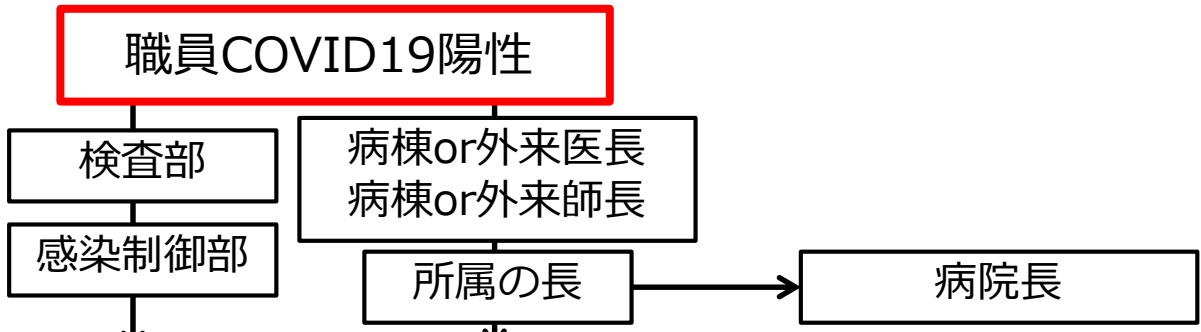 職員COVID19陽性
検査部
病棟or外来医長
病棟or外来師長
感染制御部
所属の長
病院長